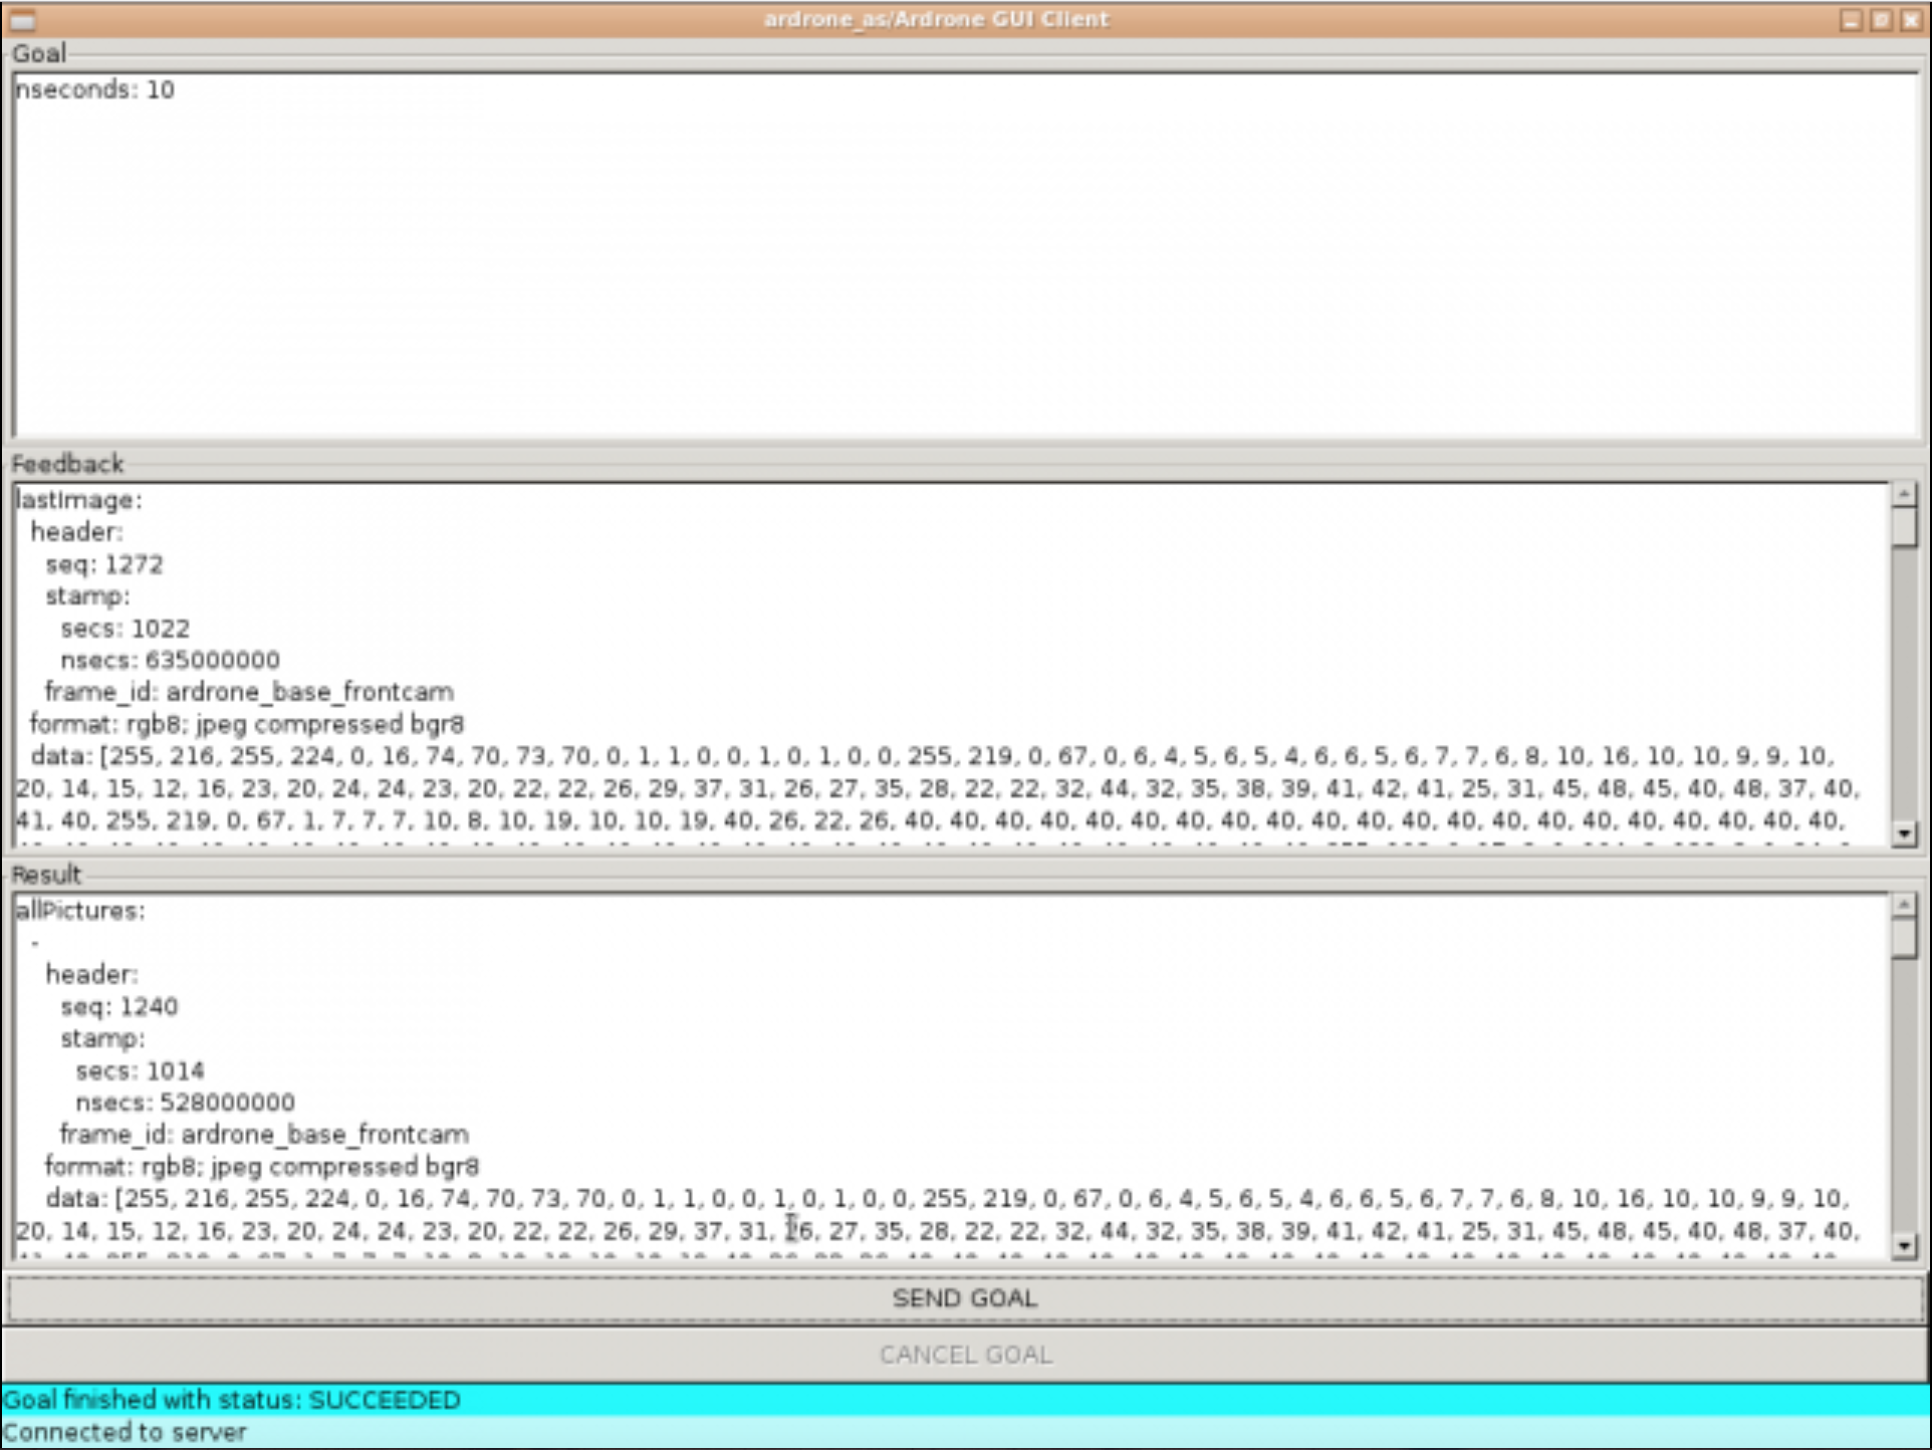 ardrone_as/Ardrone GUI Client
Goal
nseconds: 10
Feedback
lastImage:
header:
seq: 1272
stamp:
secs: 1022
nsecs: 635000000
frame_id: ardrone_base_frontcam
format: rgb8; jpeg compressed bgr8
data: [255, 216, 255, 224, 0, 16, 74, 70, 73, 70, 0, 1, 1, 0, 0, 1, 0, 1, 0, 0, 255, 219, 0, 67, 0, 6, 4, 5, 6, 5, 4, 6, 6, 5, 6, 7, 7, 6, 8, 10, 16, 10, 10, 9, 9, 10,
20, 14, 15, 12, 16, 23, 20, 24, 24, 23, 20, 22, 22, 26, 29, 37, 31, 26, 27, 35, 28, 22, 22, 32, 44, 32, 35, 38, 39, 41, 42, 41, 25, 31, 45, 48, 45, 40, 48, 37, 40,
41, 40, 255, 219, 0, 67, 1, 7, 7, 7, 10, 8, 10, 19, 10, 10, 19, 40, 26, 22, 26, 40, 40, 40, 40, 40, 40, 40, 40, 40, 40, 40, 40, 40, 40, 40, 40, 40, 40, 40, 40, 40,
Result
allPictures:
-
header:
seq: 1240
stamp:
secs: 1014
nsecs: 528000000
frame_id: ardrone_base_frontcam
format: rgb8; jpeg compressed bgr8
data: [255, 216, 255, 224, 0, 16, 74, 70, 73, 70, 0, 1, 1, 0, 0, 1, 0, 1, 0, 0, 255, 219, 0, 67, 0, 6, 4, 5, 6, 5, 4, 6, 6, 5, 6, 7, 7, 6, 8, 10, 16, 10, 10, 9, 9, 10,
20, 14, 15, 12, 16, 23, 20, 24, 24, 23, 20, 22, 22, 26, 29, 37, 31, 26, 27, 35, 28, 22, 22, 32, 44, 32, 35, 38, 39, 41, 42, 41, 25, 31, 45, 48, 45, 40, 48, 37, 40,
SEND GOAL
CANCEL GOAL
Goal finished with status: SUCCEEDED
Connected to server